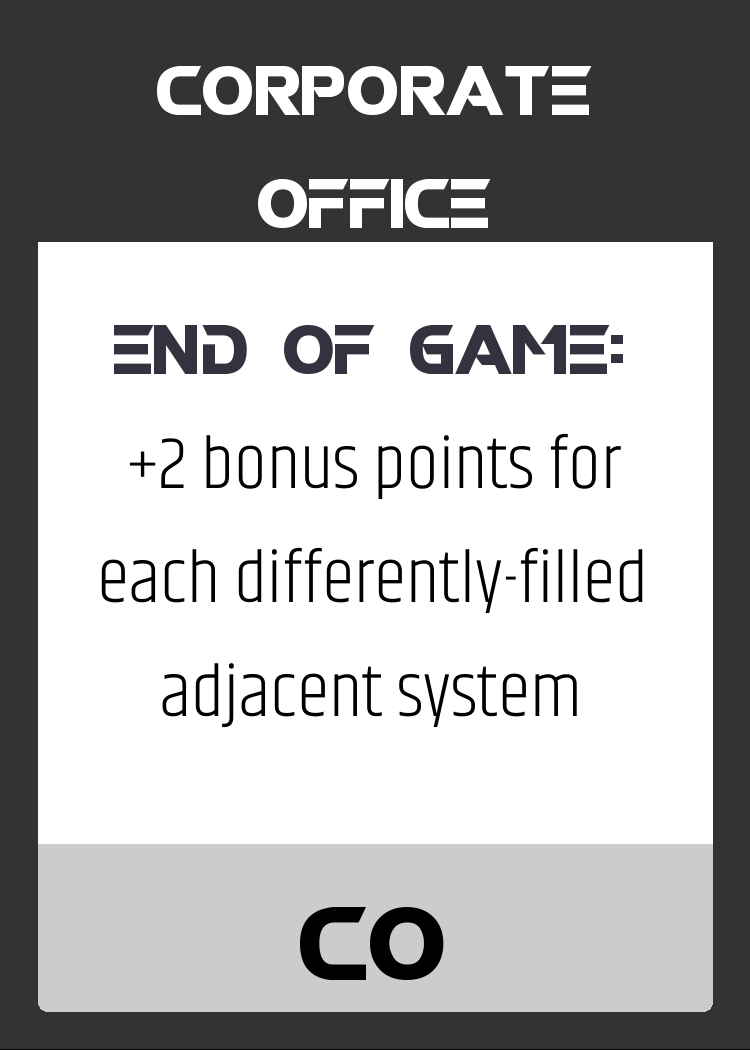 CORPORATE
OFFICE
END OF GAME:
+2 bonus points for
each differently-filled
adjacent system
CO